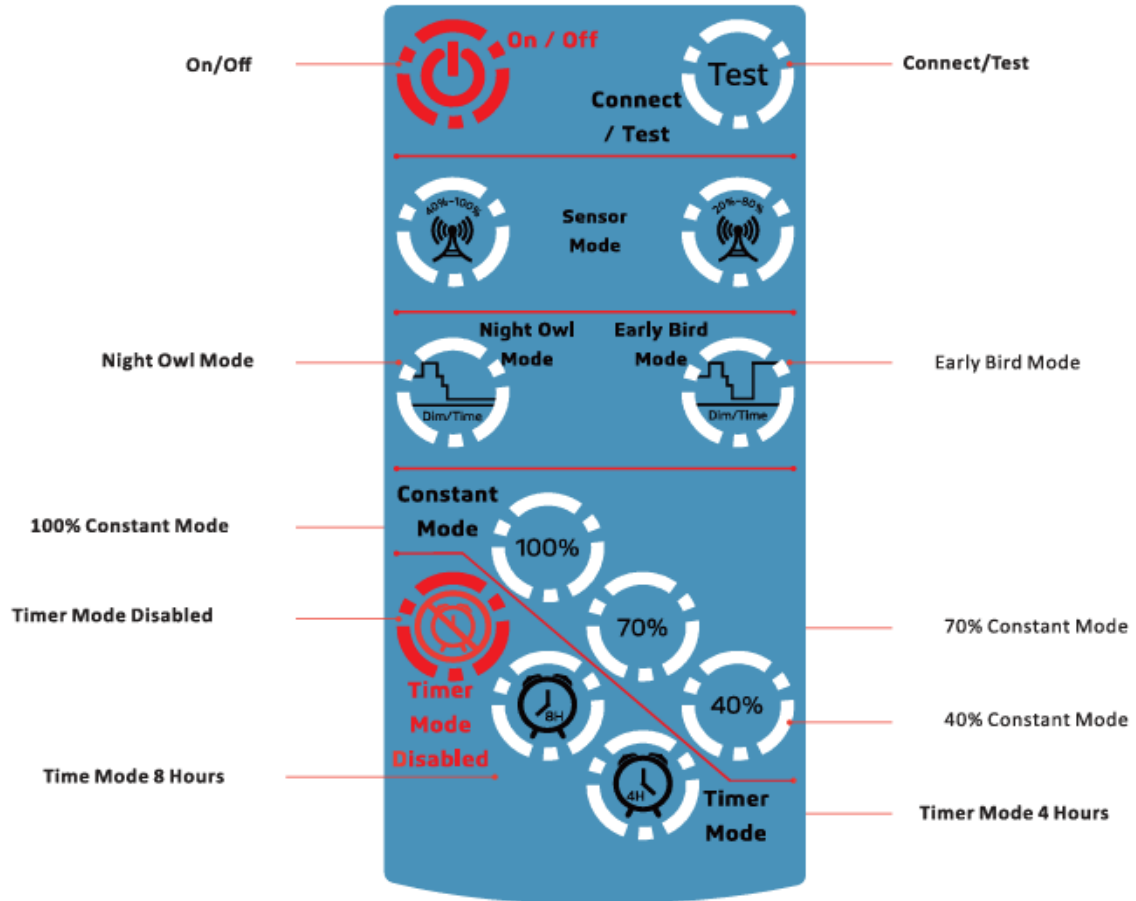 On/Off
On / Off
Test
Connect/Test
Connect
/ Test
40%-100%
Sensor
Mode
20%-80%
Night Owl Mode
Night Owl
Mode
Dim/Time
Early Bird
Mode
Dim/Time
Early Bird Mode
100% Constant Mode
Constant
Mode
100%
Timer Mode Disabled
Timer
Mode
Disabled
70%
70% Constant Mode
40%
40% Constant Mode
Time Mode 8 Hours
8H
4H
Timer
Mode
Timer Mode 4 Hours